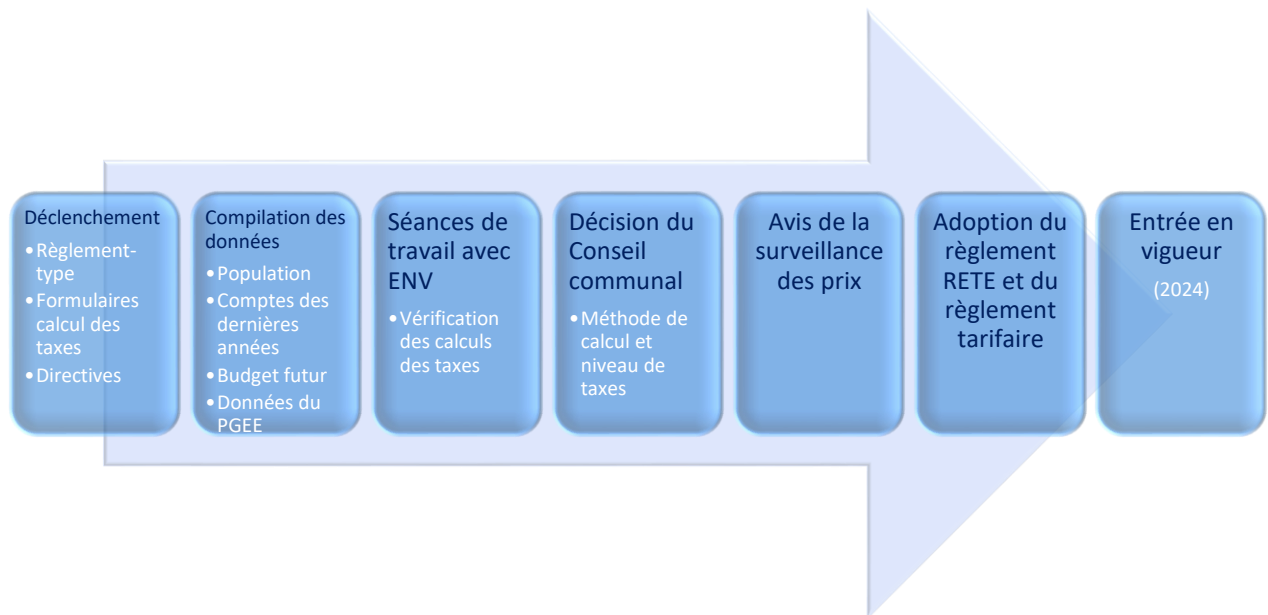 Déclenchement
•Règlement-
type
•Formulaires
calcul des
taxes
•Directives
Compilation des
données
•Population
•Comptes des
dernières
années
•Budget futur
•Données du
PGEE
Séances de
travail avec
ENV
•Vérification
des calculs
des taxes
Décision du
Conseil
communal
•Méthode de
calcul et
niveau de
taxes
Avis de la
surveillance
des prix
Adoption du
règlement
RETE et du
règlement
tarifaire
Entrée en
vigueur
(2024)